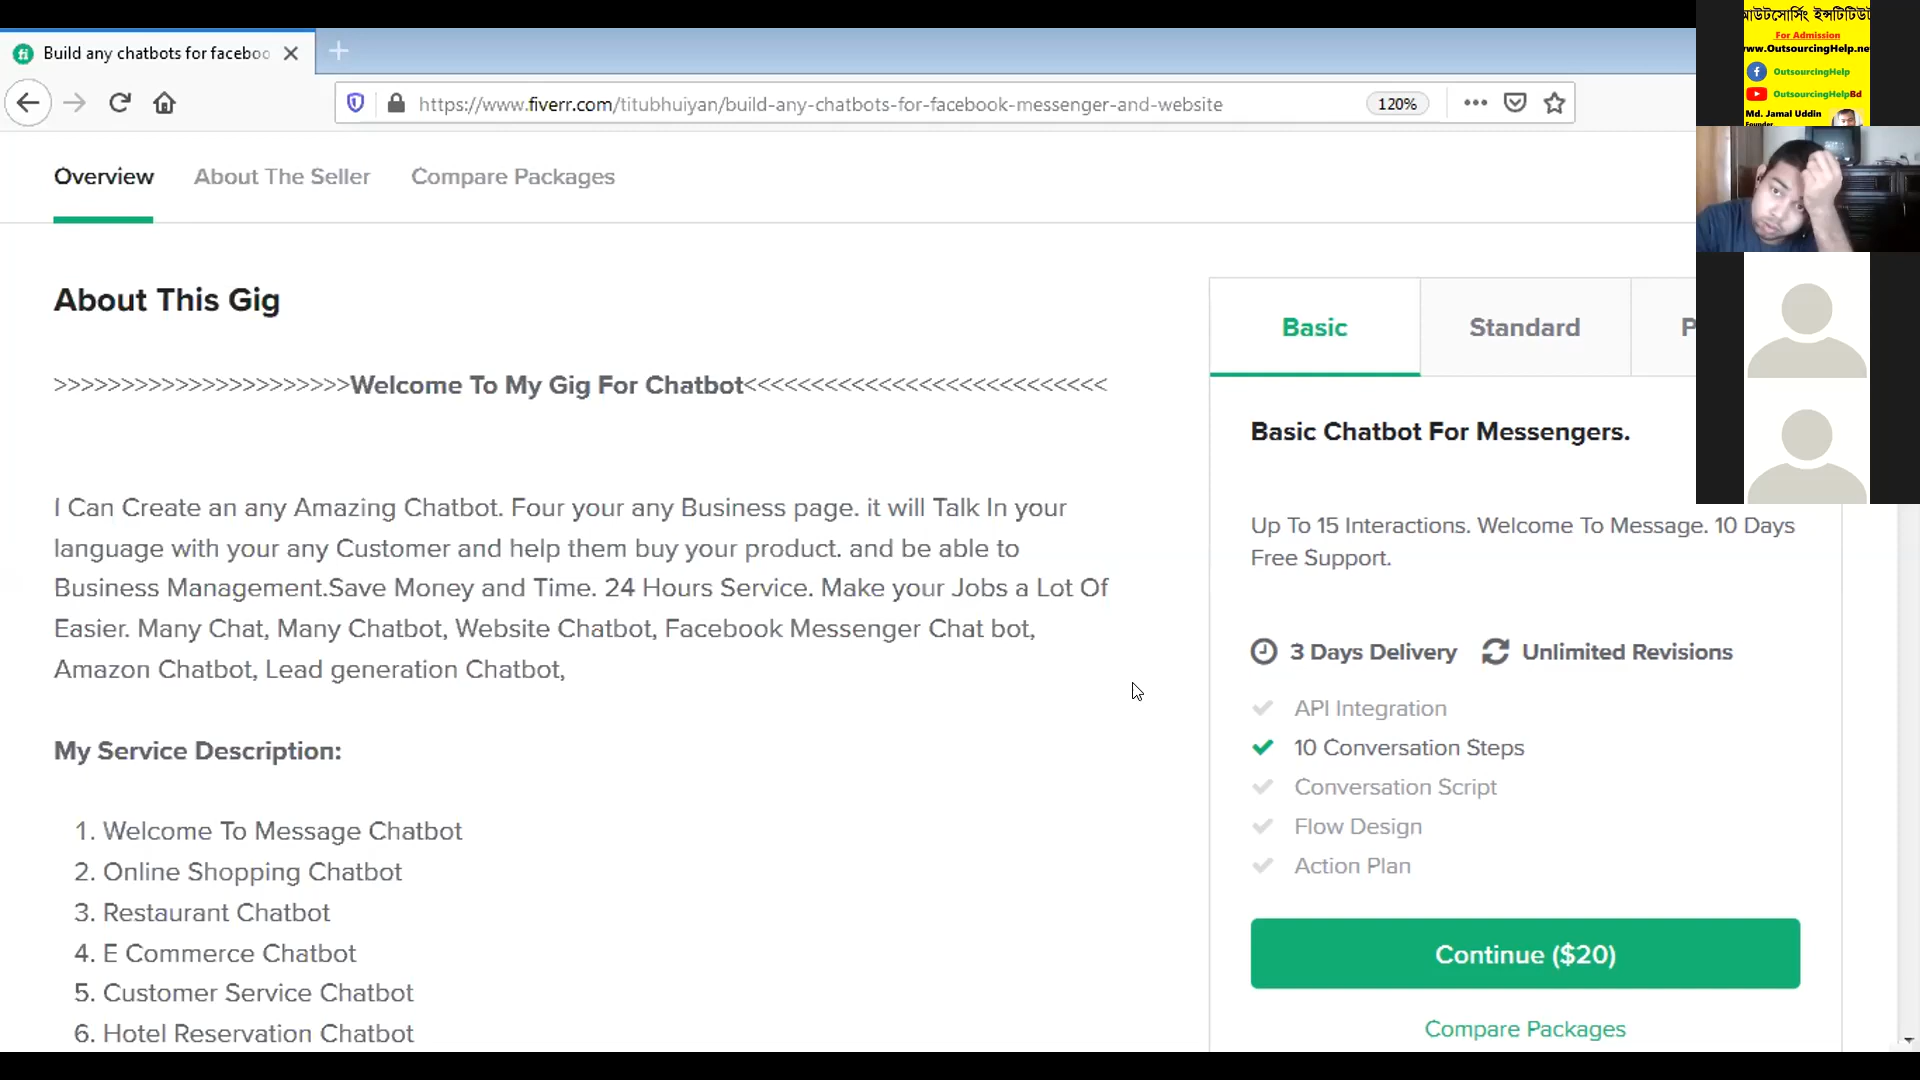 Build any chatbots for faceboo
https://www.fiverr.com/titubhuiyan/build-any-chatbots-for-facebook-messenger-and-website
120%
Overview
About The Seller
Compare Packages
About This Gig
>>>>>>>>>>>>>>>>>>>>>>Welcome To My Gig For Chatbot<<<<<<<<<<<<<<<<<<<<<<<<<<<
I Can Create an any Amazing Chatbot. Four your any Business page. it will Talk In your
language with your any Customer and help them buy your product. and be able to
Business Management.Save Money and Time. 24 Hours Service. Make your Jobs a Lot Of
Easier. Many Chat, Many Chatbot, Website Chatbot, Facebook Messenger Chat bot,
Amazon Chatbot, Lead generation Chatbot,
My Service Description:
1. Welcome To Message Chatbot
2. Online Shopping Chatbot
3. Restaurant Chatbot
4. E Commerce Chatbot
5. Customer Service Chatbot
6. Hotel Reservation Chatbot
Basic
Standard
P
Basic Chatbot For Messengers.
Up To 15 Interactions. Welcome To Message. 10 Days
Free Support.
3 Days Delivery
Unlimited Revisions
API Integration
10 Conversation Steps
Conversation Script
Flow Design
Action Plan
Continue ($20)
Compare Packages
আউটসোর্সিং ইন্সটিটিউট
For Admission
www.OutsourcingHelp.ne
OutsourcingHelp
OutsourcingHelpBd
Md. Jamal Uddin
Founder